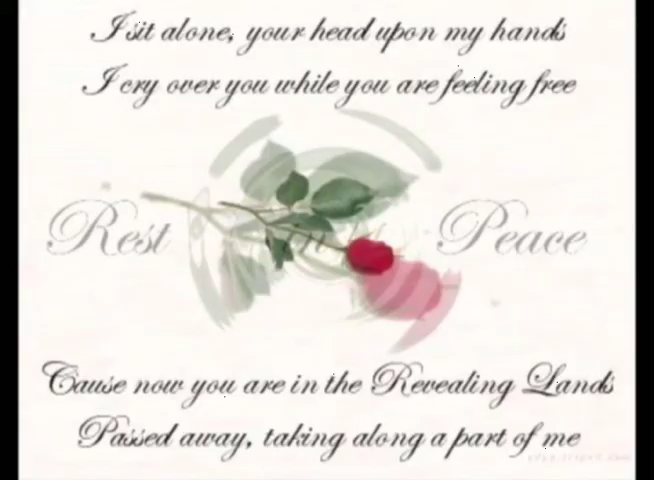 I sit alone, your head upon my hands
I cry over you while you are feeling free
Rest in Peace
'Cause now you are in the Revealing Lands
Passed away, taking along a part of me